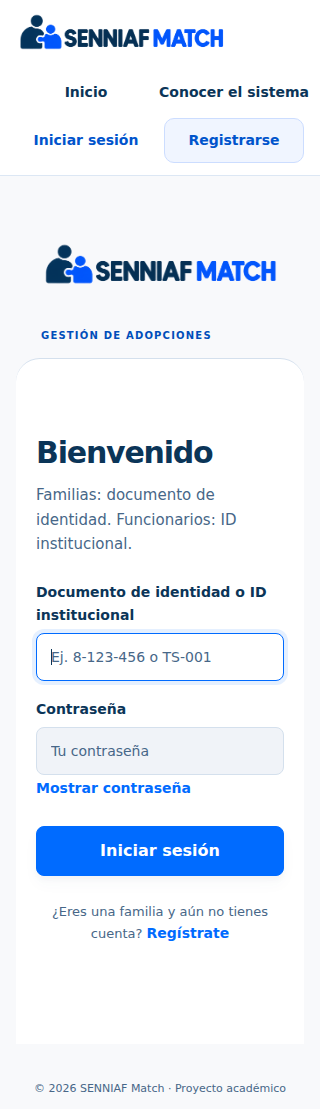 SENNIAF MATCH
Inicio
Conocer el sistema
Iniciar sesión
Registrarse
SENNIAF MATCH
GESTIÓN DE ADOPCIONES
Bienvenido
Familias: documento de
identidad. Funcionarios: ID
institucional.
Documento de identidad o ID
institucional
Ej. 8-123-456 o TS-001
Contraseña
Tu contraseña
Mostrar contraseña
Iniciar sesión
¿Eres una familia y aún no tienes
cuenta? Regístrate
© 2026 SENNIAF Match · Proyecto académico